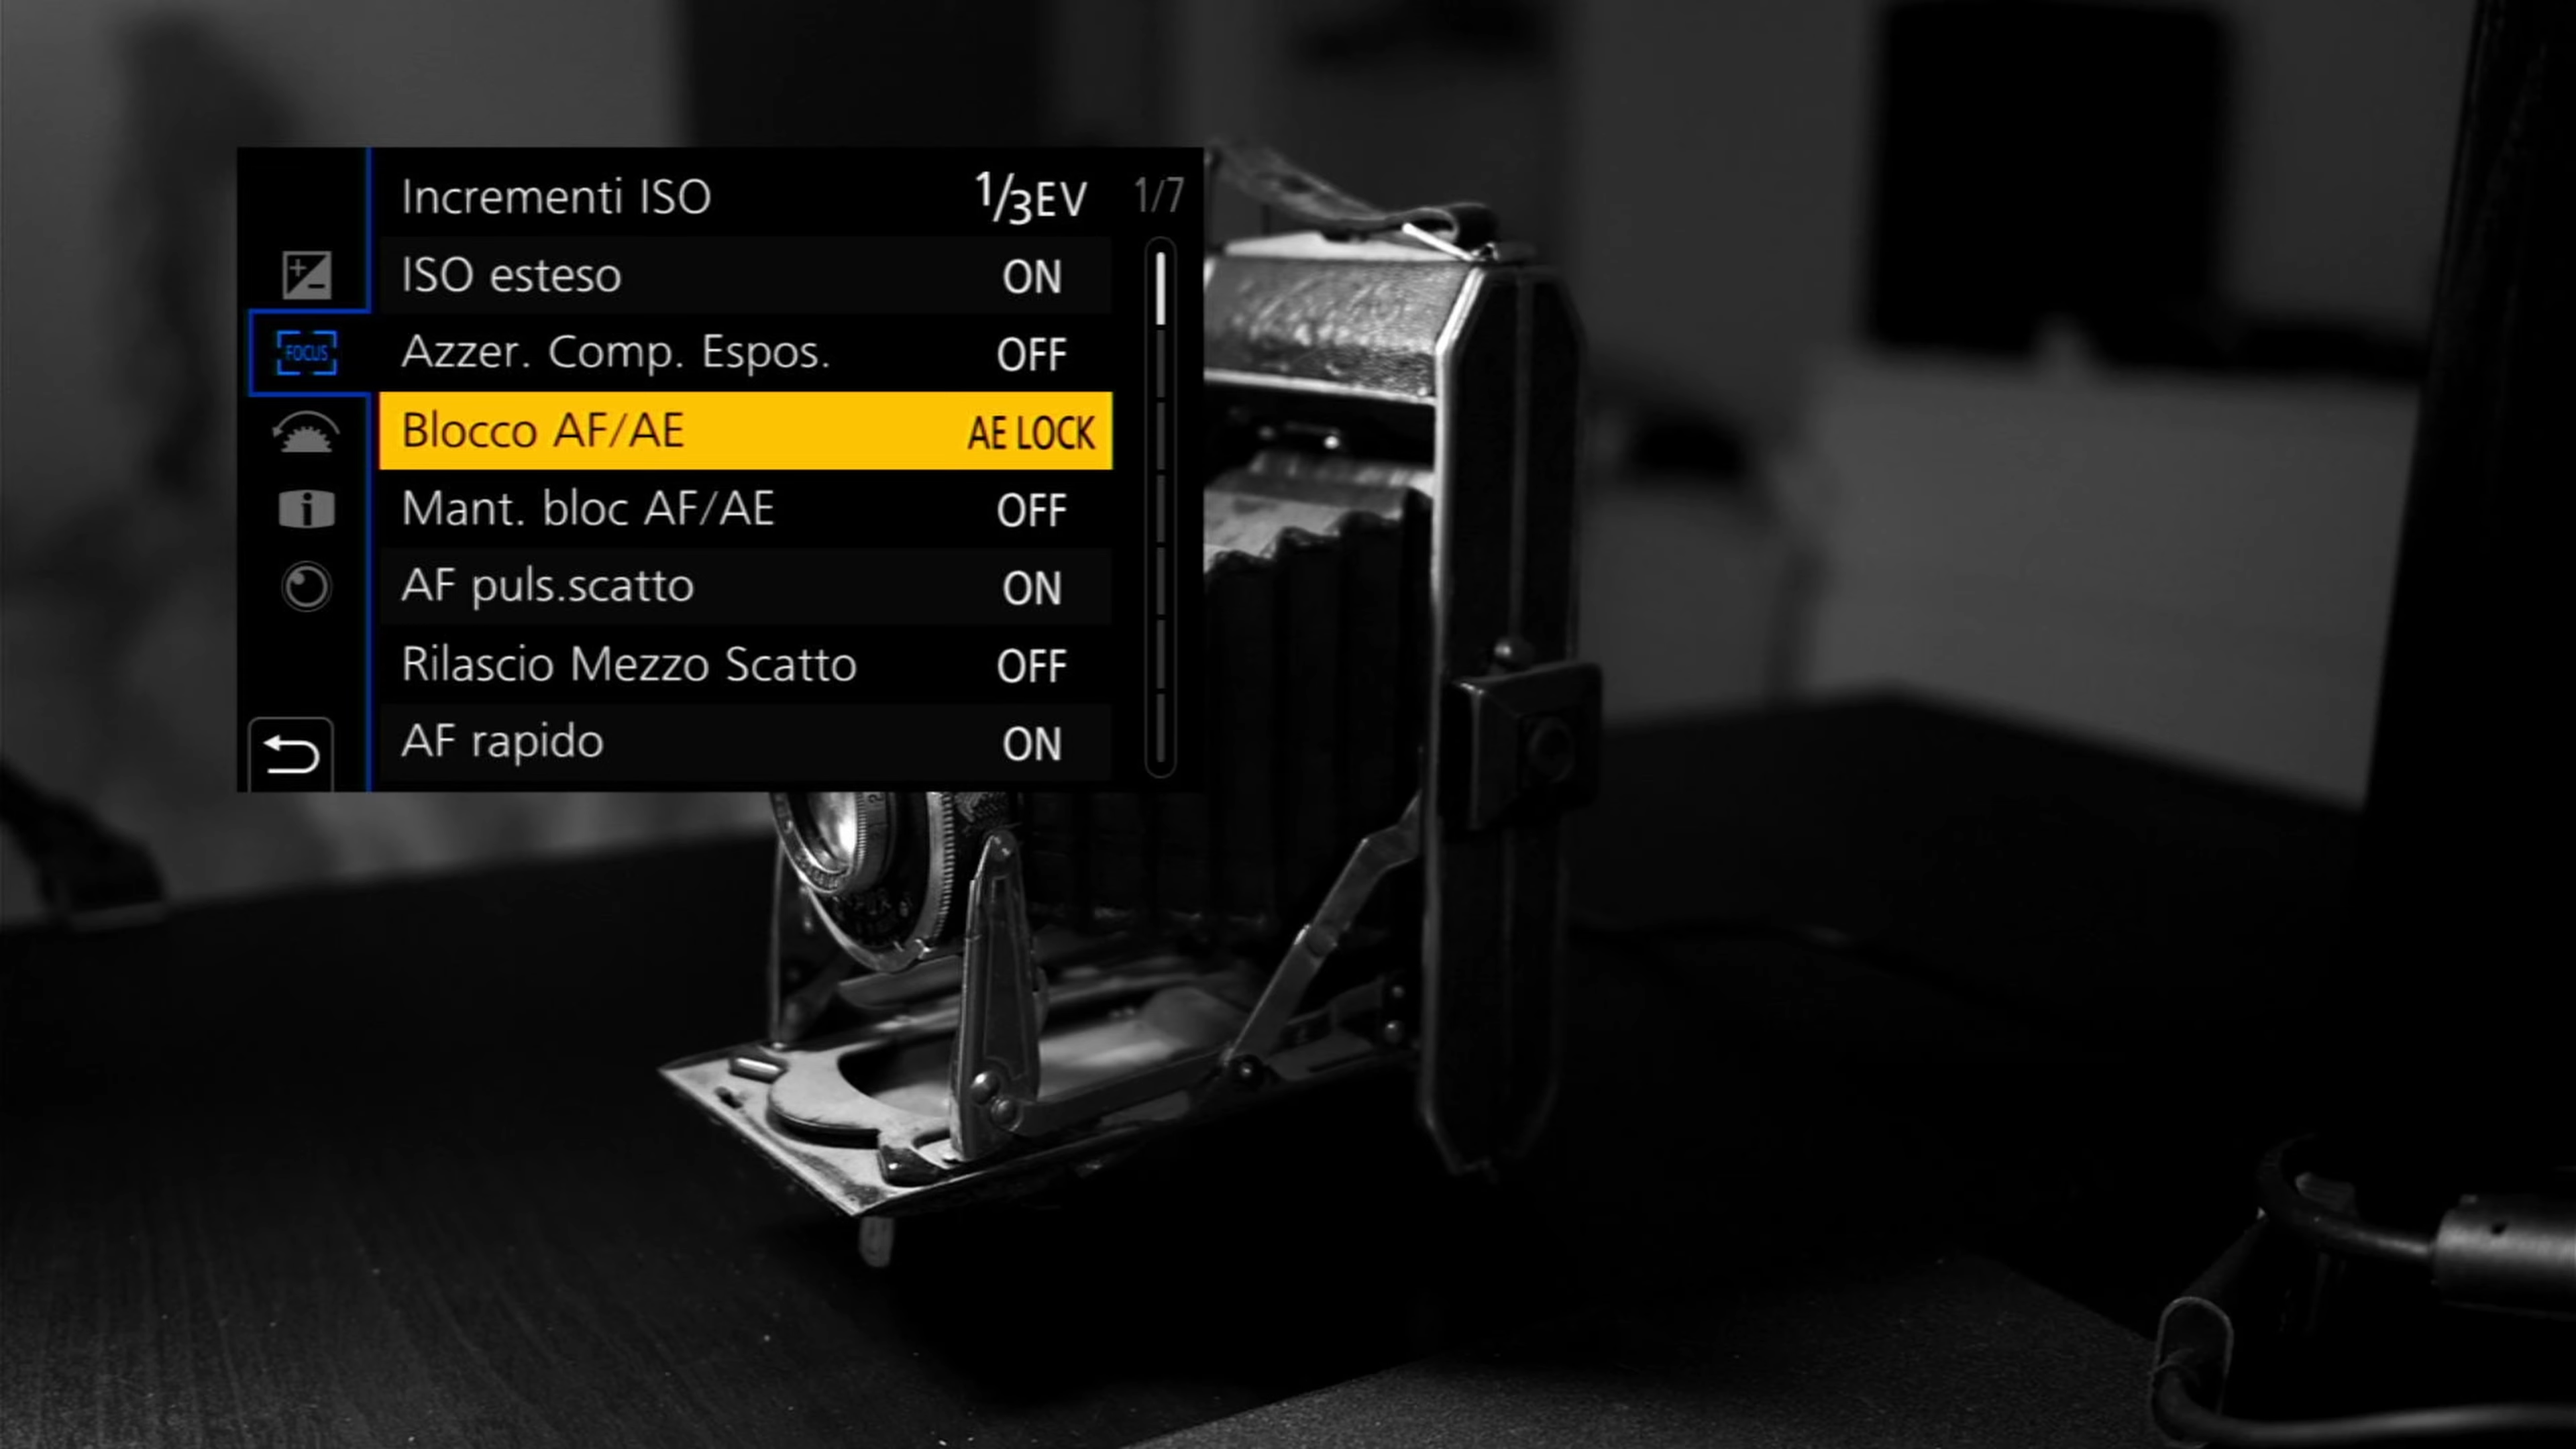 Incrementi ISO 1/3EV 1/7
ISO esteso ON
Azzer. Comp. Espos. OFF
FOCUS
Blocco AF/AE AE LOCK
Mant. bloc AF/AE OFF
AF puls.scatto ON
Rilascio Mezzo Scatto OFF
AF rapido ON